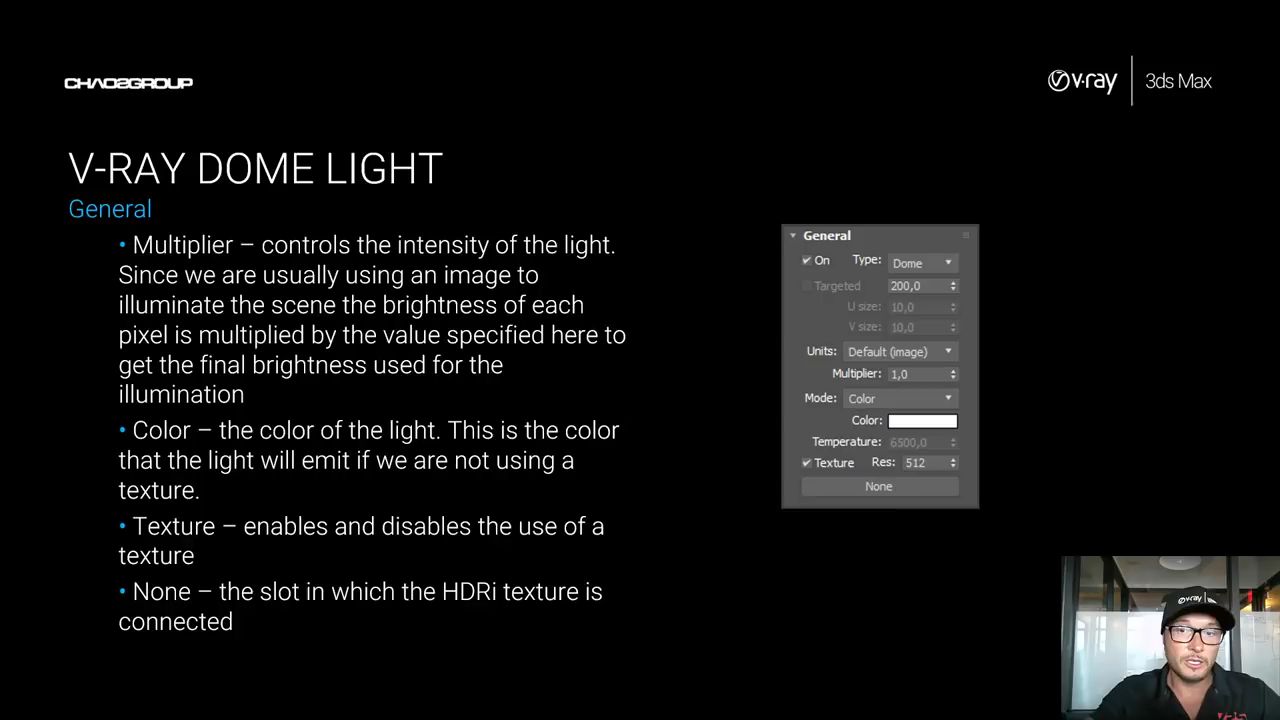 CHAOSGROUP
v·ray
3ds Max
V-RAY DOME LIGHT
General
• Multiplier – controls the intensity of the light.
Since we are usually using an image to
illuminate the scene the brightness of each
pixel is multiplied by the value specified here to
get the final brightness used for the
illumination
• Color – the color of the light. This is the color
that the light will emit if we are not using a
texture.
• Texture – enables and disables the use of a
texture
• None – the slot in which the HDRi texture is
connected
General
On Type: Dome
Targeted 200,0
U size: 10,0
V size: 10,0
Units: Default (image)
Multiplier: 1,0
Mode: Color
Color:
Temperature: 6500,0
Texture Res: 512
None
v·ray